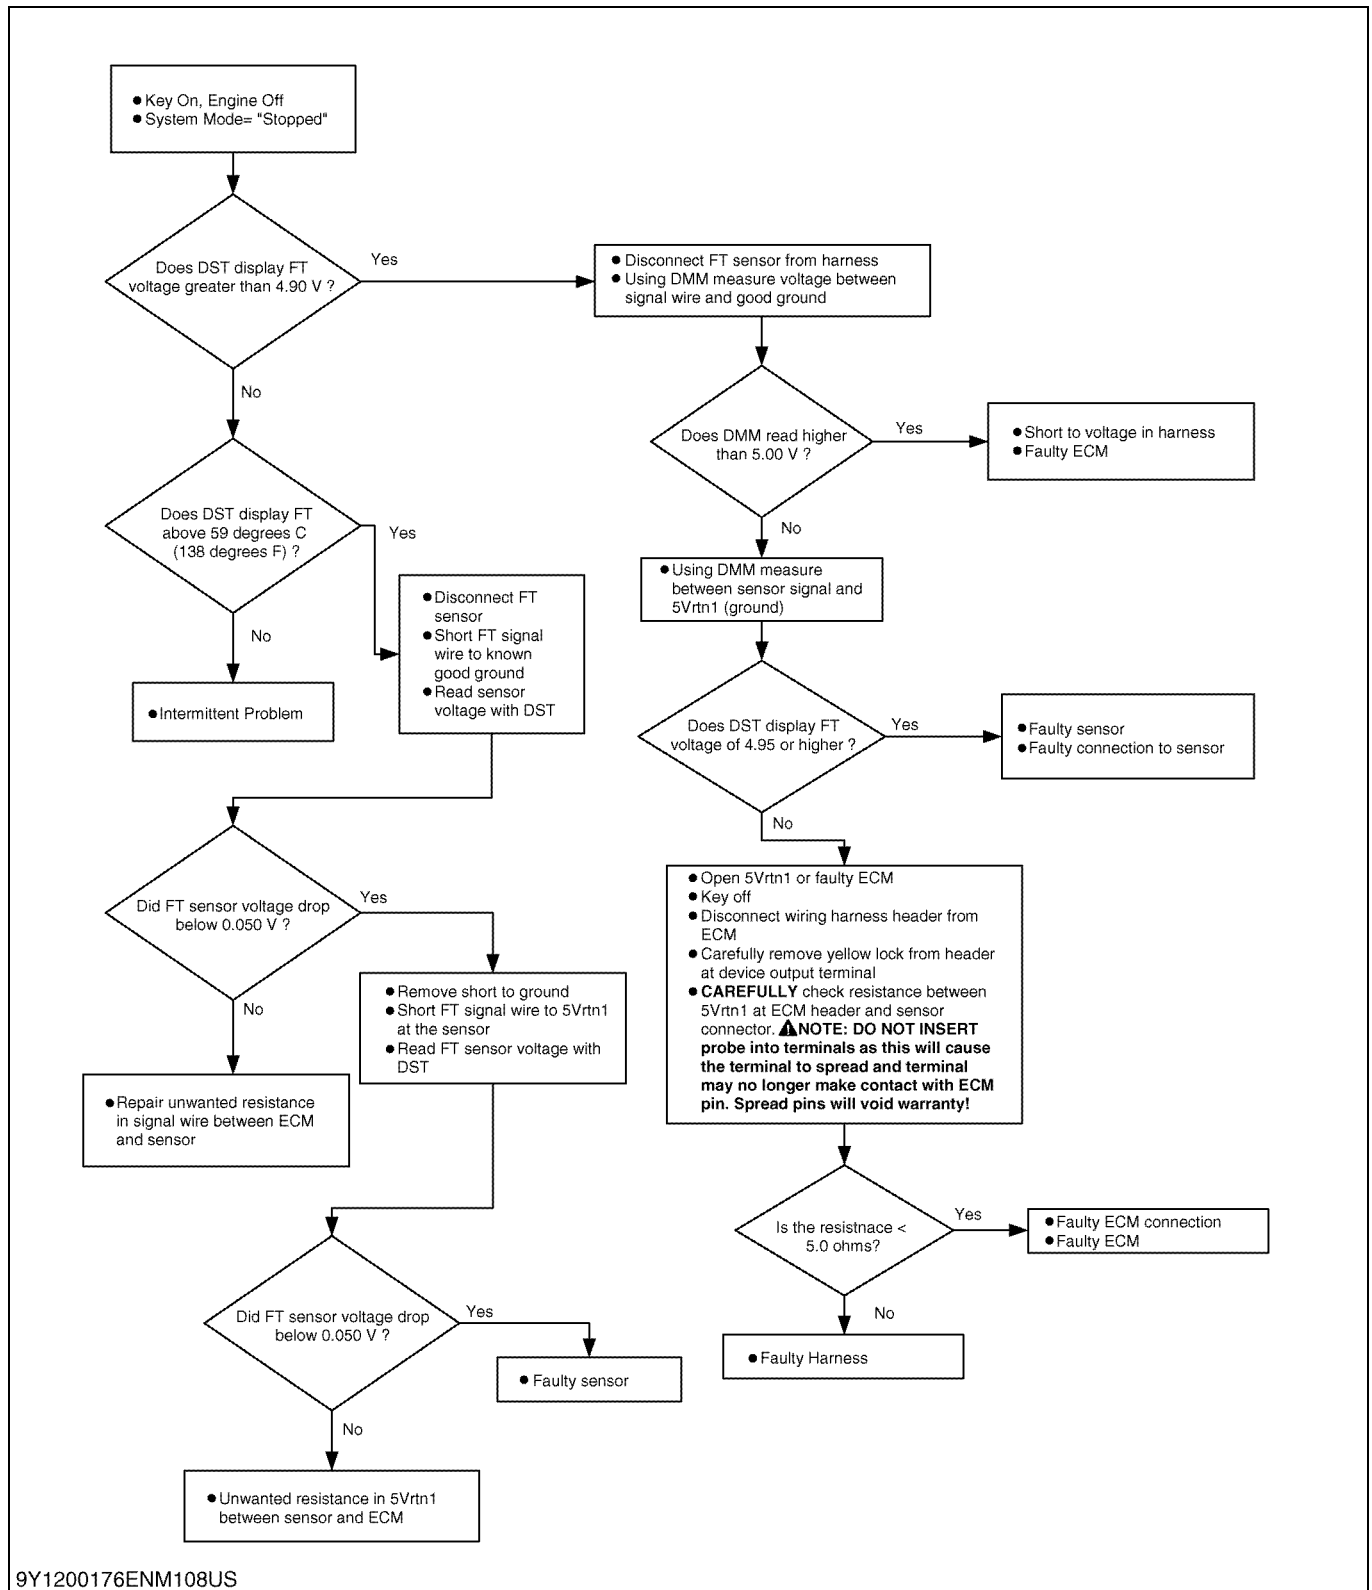 ● Key On, Engine Off
● System Mode= "Stopped"
Does DST display FT
voltage greater than 4.90 V ?
Yes
● Disconnect FT sensor from harness
● Using DMM measure voltage between
signal wire and good ground
No
Does DMM read higher
than 5.00 V ?
Yes
● Short to voltage in harness
● Faulty ECM
Does DST display FT
above 59 degrees C
(138 degrees F) ?
Yes
No
● Using DMM measure
between sensor signal and
5Vrtn1 (ground)
● Disconnect FT
sensor
● Short FT signal
wire to known
good ground
● Read sensor
voltage with DST
No
● Intermittent Problem
Does DST display FT
voltage of 4.95 or higher ?
Yes
● Faulty sensor
● Faulty connection to sensor
No
Did FT sensor voltage drop
below 0.050 V ?
Yes
● Open 5Vrtn1 or faulty ECM
● Key off
● Disconnect wiring harness header from
ECM
● Carefully remove yellow lock from header
at device output terminal
● CAREFULLY check resistance between
5Vrtn1 at ECM header and sensor
connector. ⚠NOTE: DO NOT INSERT
probe into terminals as this will cause
the terminal to spread and terminal
may no longer make contact with ECM
pin. Spread pins will void warranty!
No
● Remove short to ground
● Short FT signal wire to 5Vrtn1
at the sensor
● Read FT sensor voltage with
DST
● Repair unwanted resistance
in signal wire between ECM
and sensor
Is the resistnace <
5.0 ohms?
Yes
● Faulty ECM connection
● Faulty ECM
No
● Faulty Harness
Did FT sensor voltage drop
below 0.050 V ?
Yes
● Faulty sensor
No
● Unwanted resistance in 5Vrtn1
between sensor and ECM
9Y1200176ENM108US